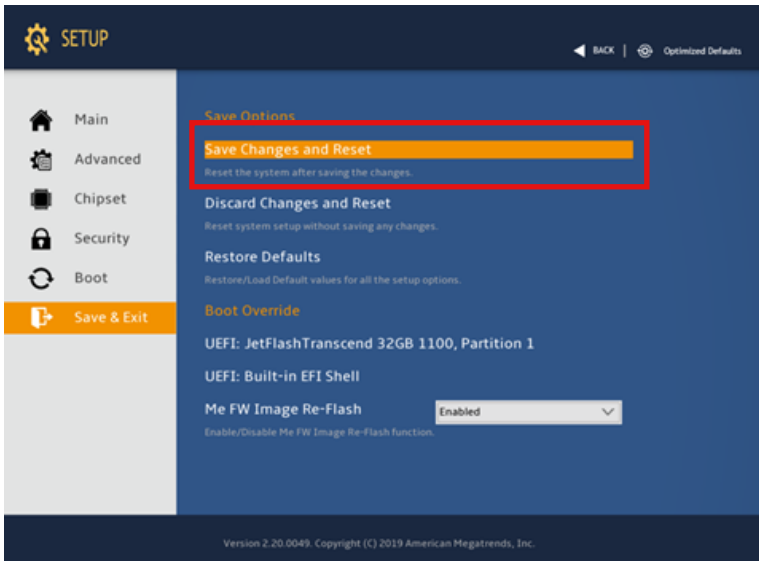 SETUP
BACK | Optimized Defaults
Main
Advanced
Chipset
Security
Boot
Save & Exit
Save Options
Save Changes and Reset
Reset the system after saving the changes.
Discard Changes and Reset
Reset system setup without saving any changes.
Restore Defaults
Restore/Load Default values for all the setup options.
Boot Override
UEFI: JetFlashTranscend 32GB 1100, Partition 1
UEFI: Built-in EFI Shell
Me FW Image Re-Flash Enabled
Enable/Disable Me FW Image Re-Flash function.
Version 2.20.0049. Copyright (C) 2019 American Megatrends, Inc.